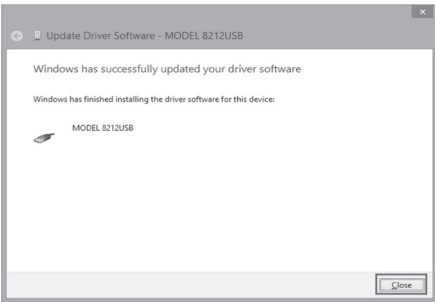 Update Driver Software - MODEL 8212USB
Windows has successfully updated your driver software
Windows has finished installing the driver software for this device:
MODEL 8212USB
Close